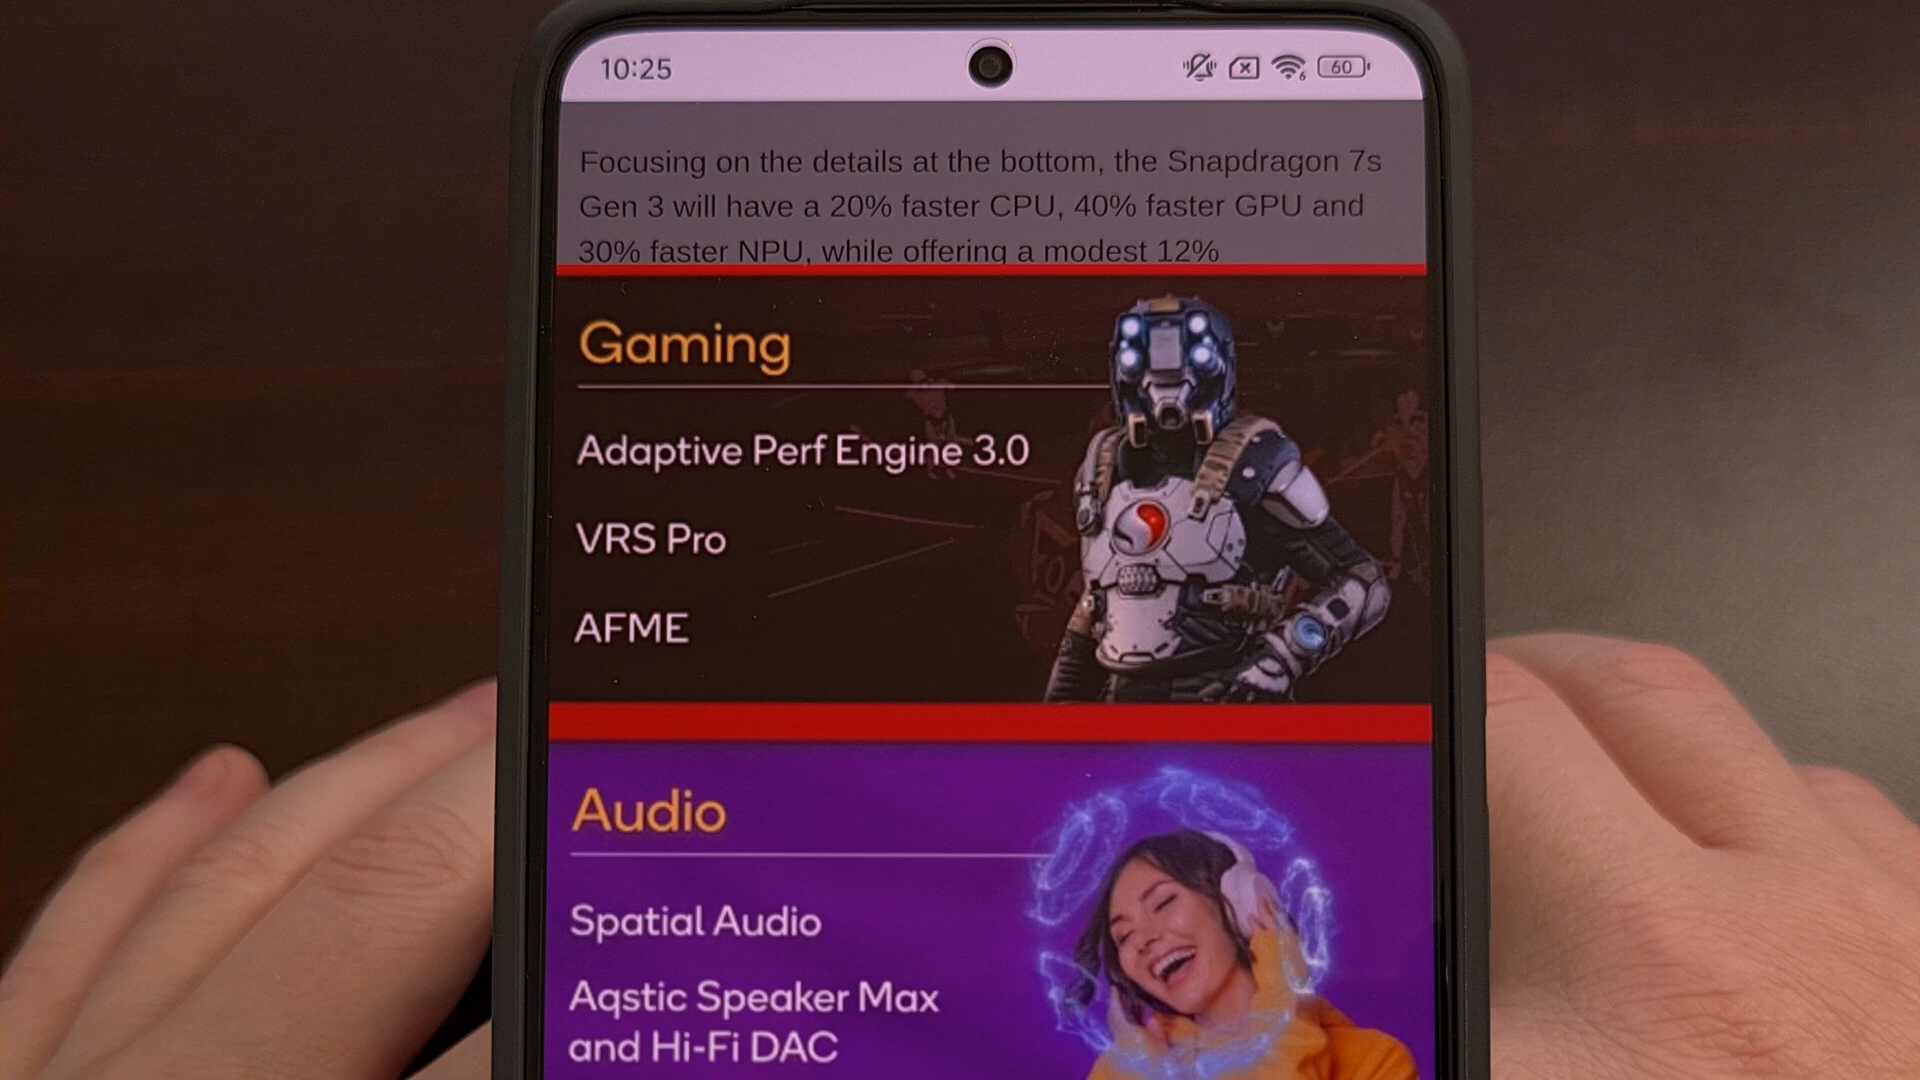 10:25
6
60
Focusing on the details at the bottom, the Snapdragon 7s
Gen 3 will have a 20% faster CPU, 40% faster GPU and
30% faster NPU, while offering a modest 12%
Gaming
Adaptive Perf Engine 3.0
VRS Pro
AFME
Audio
Spatial Audio
Aqstic Speaker Max
and Hi-Fi DAC